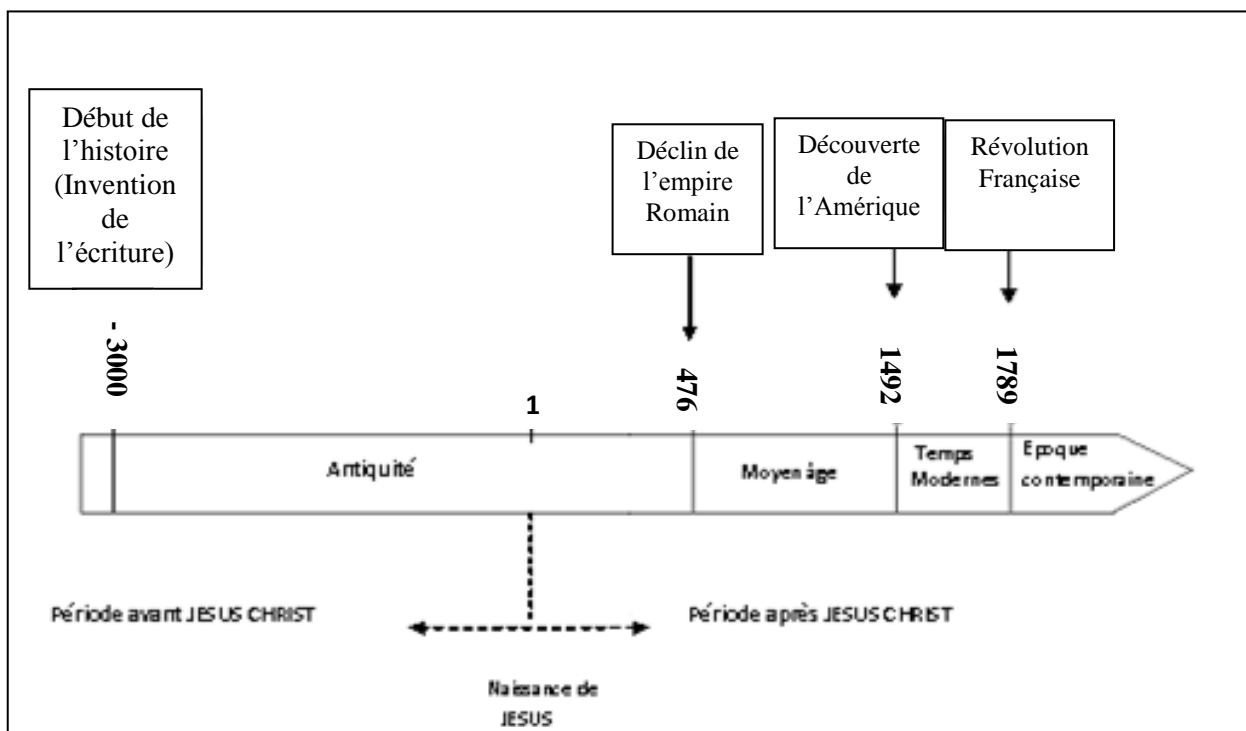 Début de
l’histoire
(Invention
de
l’écriture)
Déclin de
l’empire
Romain
Découverte
de
l’Amérique
Révolution
Française
- 3000
1
476
1492
1789
Antiquité
Moyen âge
Temps
Modernes
Epoque
contemporaine
Période avant JESUS CHRIST
Période après JESUS CHRIST
Naissance de
JESUS